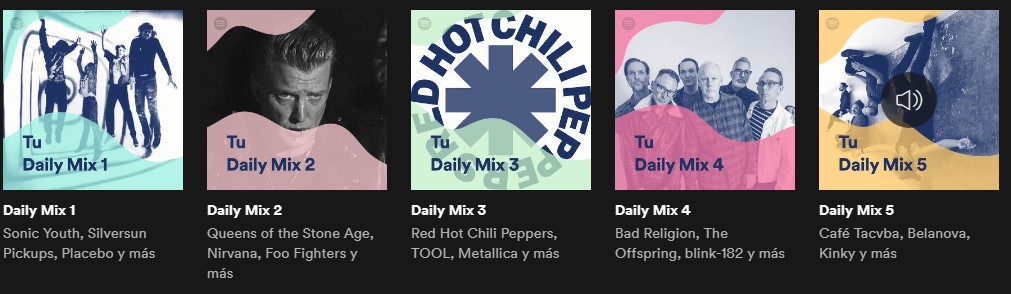 Tu
Daily Mix 1
Daily Mix 1
Sonic Youth, Silversun
Pickups, Placebo y más
Tu
Daily Mix 2
Daily Mix 2
Queens of the Stone Age,
Nirvana, Foo Fighters y
más
D HOT CHILI PEP
PERS
Tu
Daily Mix 3
Daily Mix 3
Red Hot Chili Peppers,
TOOL, Metallica y más
Tu
Daily Mix 4
Daily Mix 4
Bad Religion, The
Offspring, blink-182 y más
Tu
Daily Mix 5
Daily Mix 5
Café Tacvba, Belanova,
Kinky y más